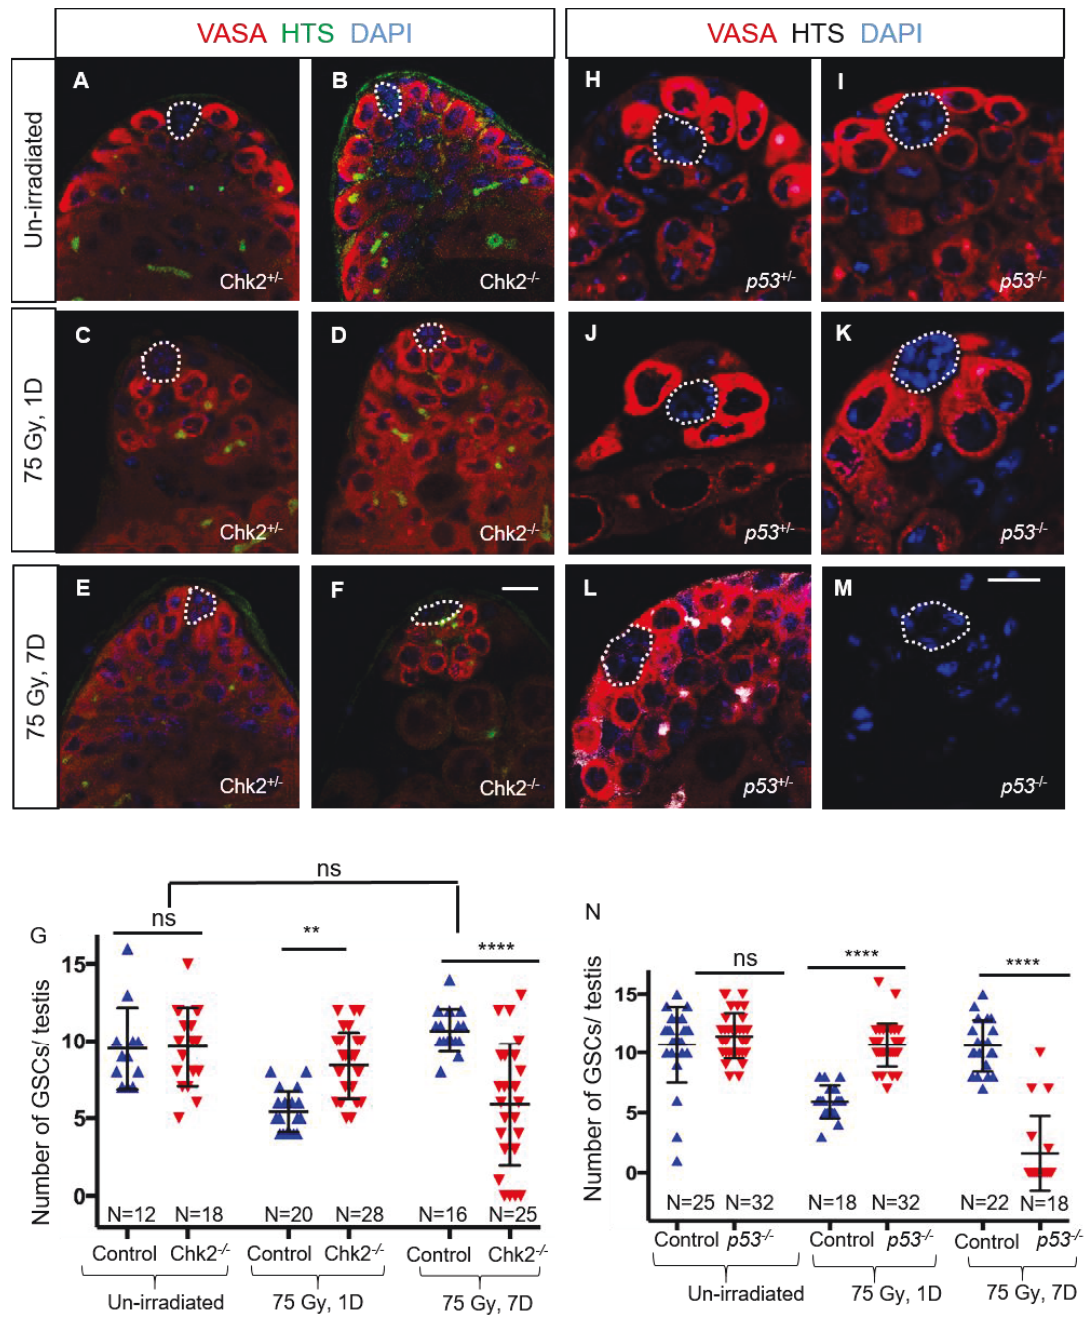 VASA HTS DAPI
VASA HTS DAPI
Un-irradiated
A
Chk2+/-
B
Chk2-/-
H
p53+/-
I
p53-/-
75 Gy, 1D
C
Chk2+/-
D
Chk2-/-
J
p53+/-
K
p53-/-
75 Gy, 7D
E
Chk2+/-
F
Chk2-/-
L
p53+/-
M
p53-/-
G
Number of GSCs/ testis
15
10
5
0
ns
ns
**
****
N=12 N=18 N=20 N=28 N=16 N=25
Control Chk2-/- Control Chk2-/- Control Chk2-/-
Un-irradiated 75 Gy, 1D 75 Gy, 7D
N
Number of GSCs/ testis
15
10
5
0
ns
****
****
N=25 N=32 N=18 N=32 N=22 N=18
Control p53-/- Control p53-/- Control p53-/-
Un-irradiated 75 Gy, 1D 75 Gy, 7D